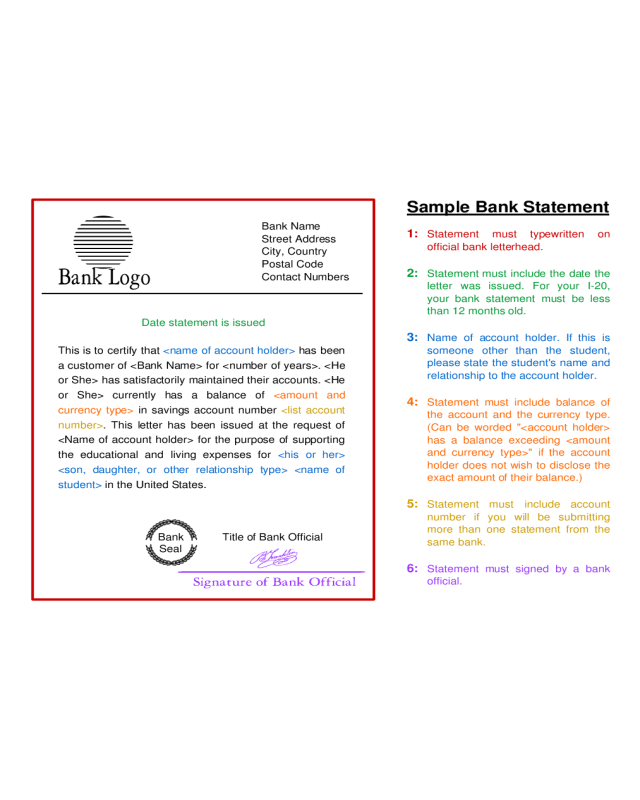 Bank Logo
Bank Name
Street Address
City, Country
Postal Code
Contact Numbers
Date statement is issued
This is to certify that <name of account holder> has been
a customer of <Bank Name> for <number of years>. <He
or She> has satisfactorily maintained their accounts. <He
or She> currently has a balance of <amount and
currency type> in savings account number <list account
number>. This letter has been issued at the request of
<Name of account holder> for the purpose of supporting
the educational and living expenses for <his or her>
<son, daughter, or other relationship type> <name of
student> in the United States.
Bank
Seal
Title of Bank Official
Signature of Bank Official
Sample Bank Statement
1: Statement must typewritten on
official bank letterhead.
2: Statement must include the date the
letter was issued. For your I-20,
your bank statement must be less
than 12 months old.
3: Name of account holder. If this is
someone other than the student,
please state the student's name and
relationship to the account holder.
4: Statement must include balance of
the account and the currency type.
(Can be worded "<account holder>
has a balance exceeding <amount
and currency type>" if the account
holder does not wish to disclose the
exact amount of their balance.)
5: Statement must include account
number if you will be submitting
more than one statement from the
same bank.
6: Statement must signed by a bank
official.